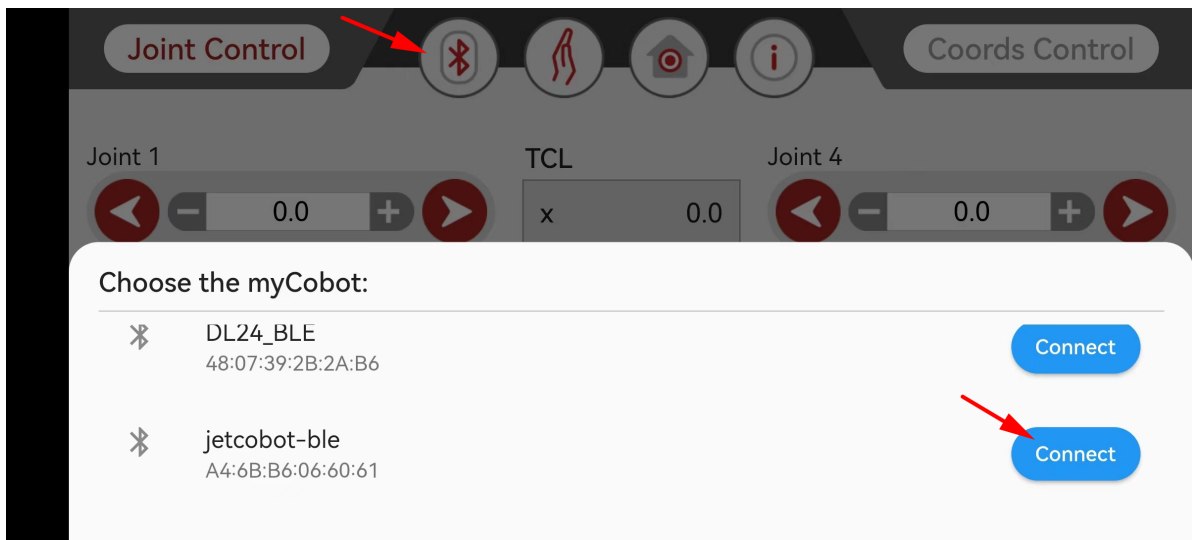 Joint Control
i
Coords Control
Joint 1
TCL
Joint 4
0.0
x 0.0
0.0
Choose the myCobot:
DL24_BLE
48:07:39:2B:2A:B6
Connect
jetcobot-ble
A4:6B:B6:06:60:61
Connect